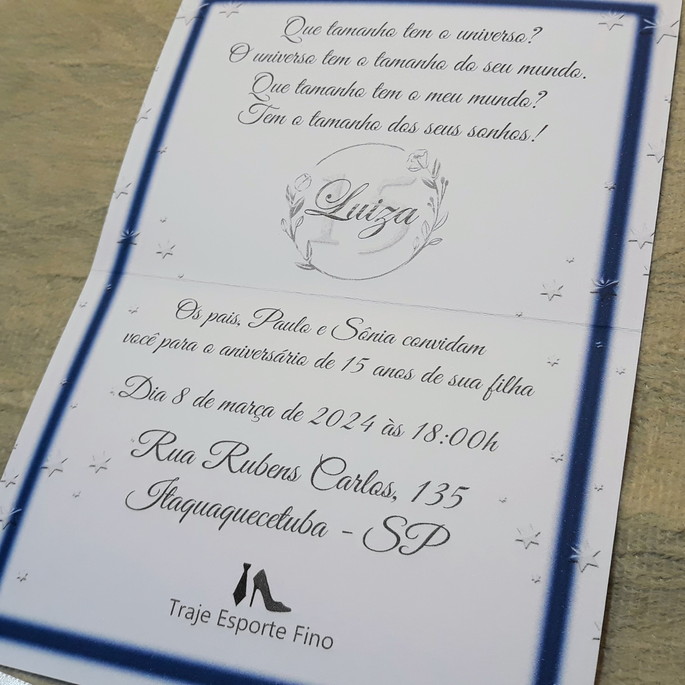 Que tamanho tem o universo?
O universo tem o tamanho do seu mundo.
Que tamanho tem o meu mundo?
Tem o tamanho dos seus sonhos!
15
Luiza
Os pais, Paulo e Sônia convidam
você para o aniversário de 15 anos de sua filha
Dia 8 de março de 2024 às 18:00h
Rua Rubens Carlos, 135
Itaquaquecetuba - SP
Traje Esporte Fino